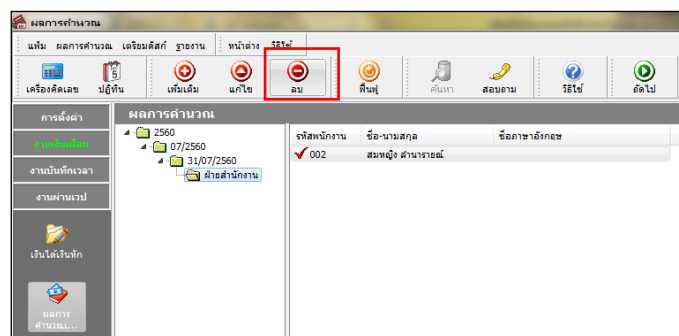 ผลการคำนวณ
แฟ้ม ผลการคำนวณ เตรียมดิสก์ รายงาน หน้าต่าง วิธีใช้
เครื่องคิดเลข ปฏิทิน เพิ่มเติม แก้ไข ลบ ฟื้นฟู ค้นหา สอบถาม วิธีใช้ ถัดไป
การตั้งค่า
งานเงินเดือน
งานบันทึกเวลา
งานผ่านเวป
เงินได้เงินหัก
ผลการ
คำนวณเ...
ผลการคำนวณ
2560
07/2560
31/07/2560
ฝ่ายสำนักงาน
รหัสพนักงาน ชื่อ-นามสกุล ชื่อภาษาอังกฤษ
002 สมหญิง สำนารายณ์